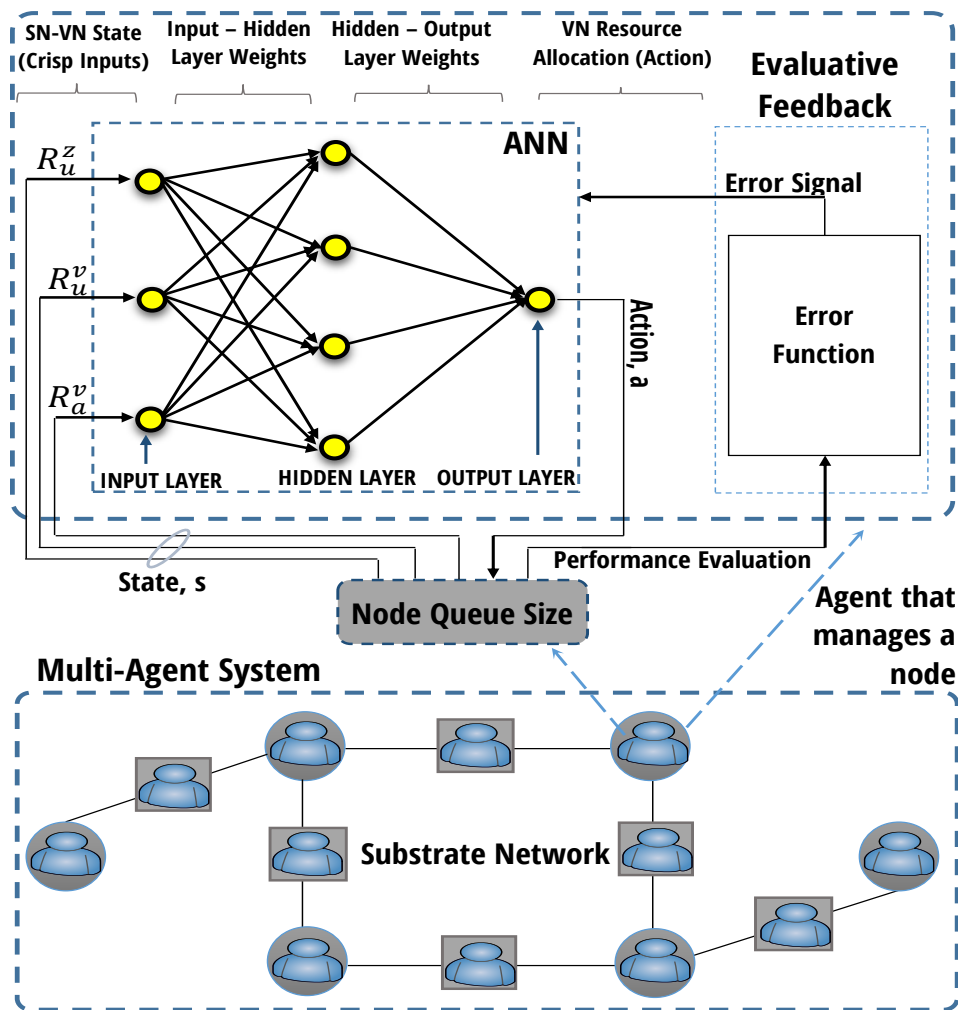 SN-VN State
(Crisp Inputs)
Input – Hidden
Layer Weights
Hidden – Output
Layer Weights
VN Resource
Allocation (Action)
Evaluative
Feedback
ANN
R_u^z
R_u^v
R_a^v
Error Signal
Error
Function
Action, a
INPUT LAYER
HIDDEN LAYER
OUTPUT LAYER
State, s
Performance Evaluation
Node Queue Size
Agent that
manages a
node
Multi-Agent System
Substrate Network